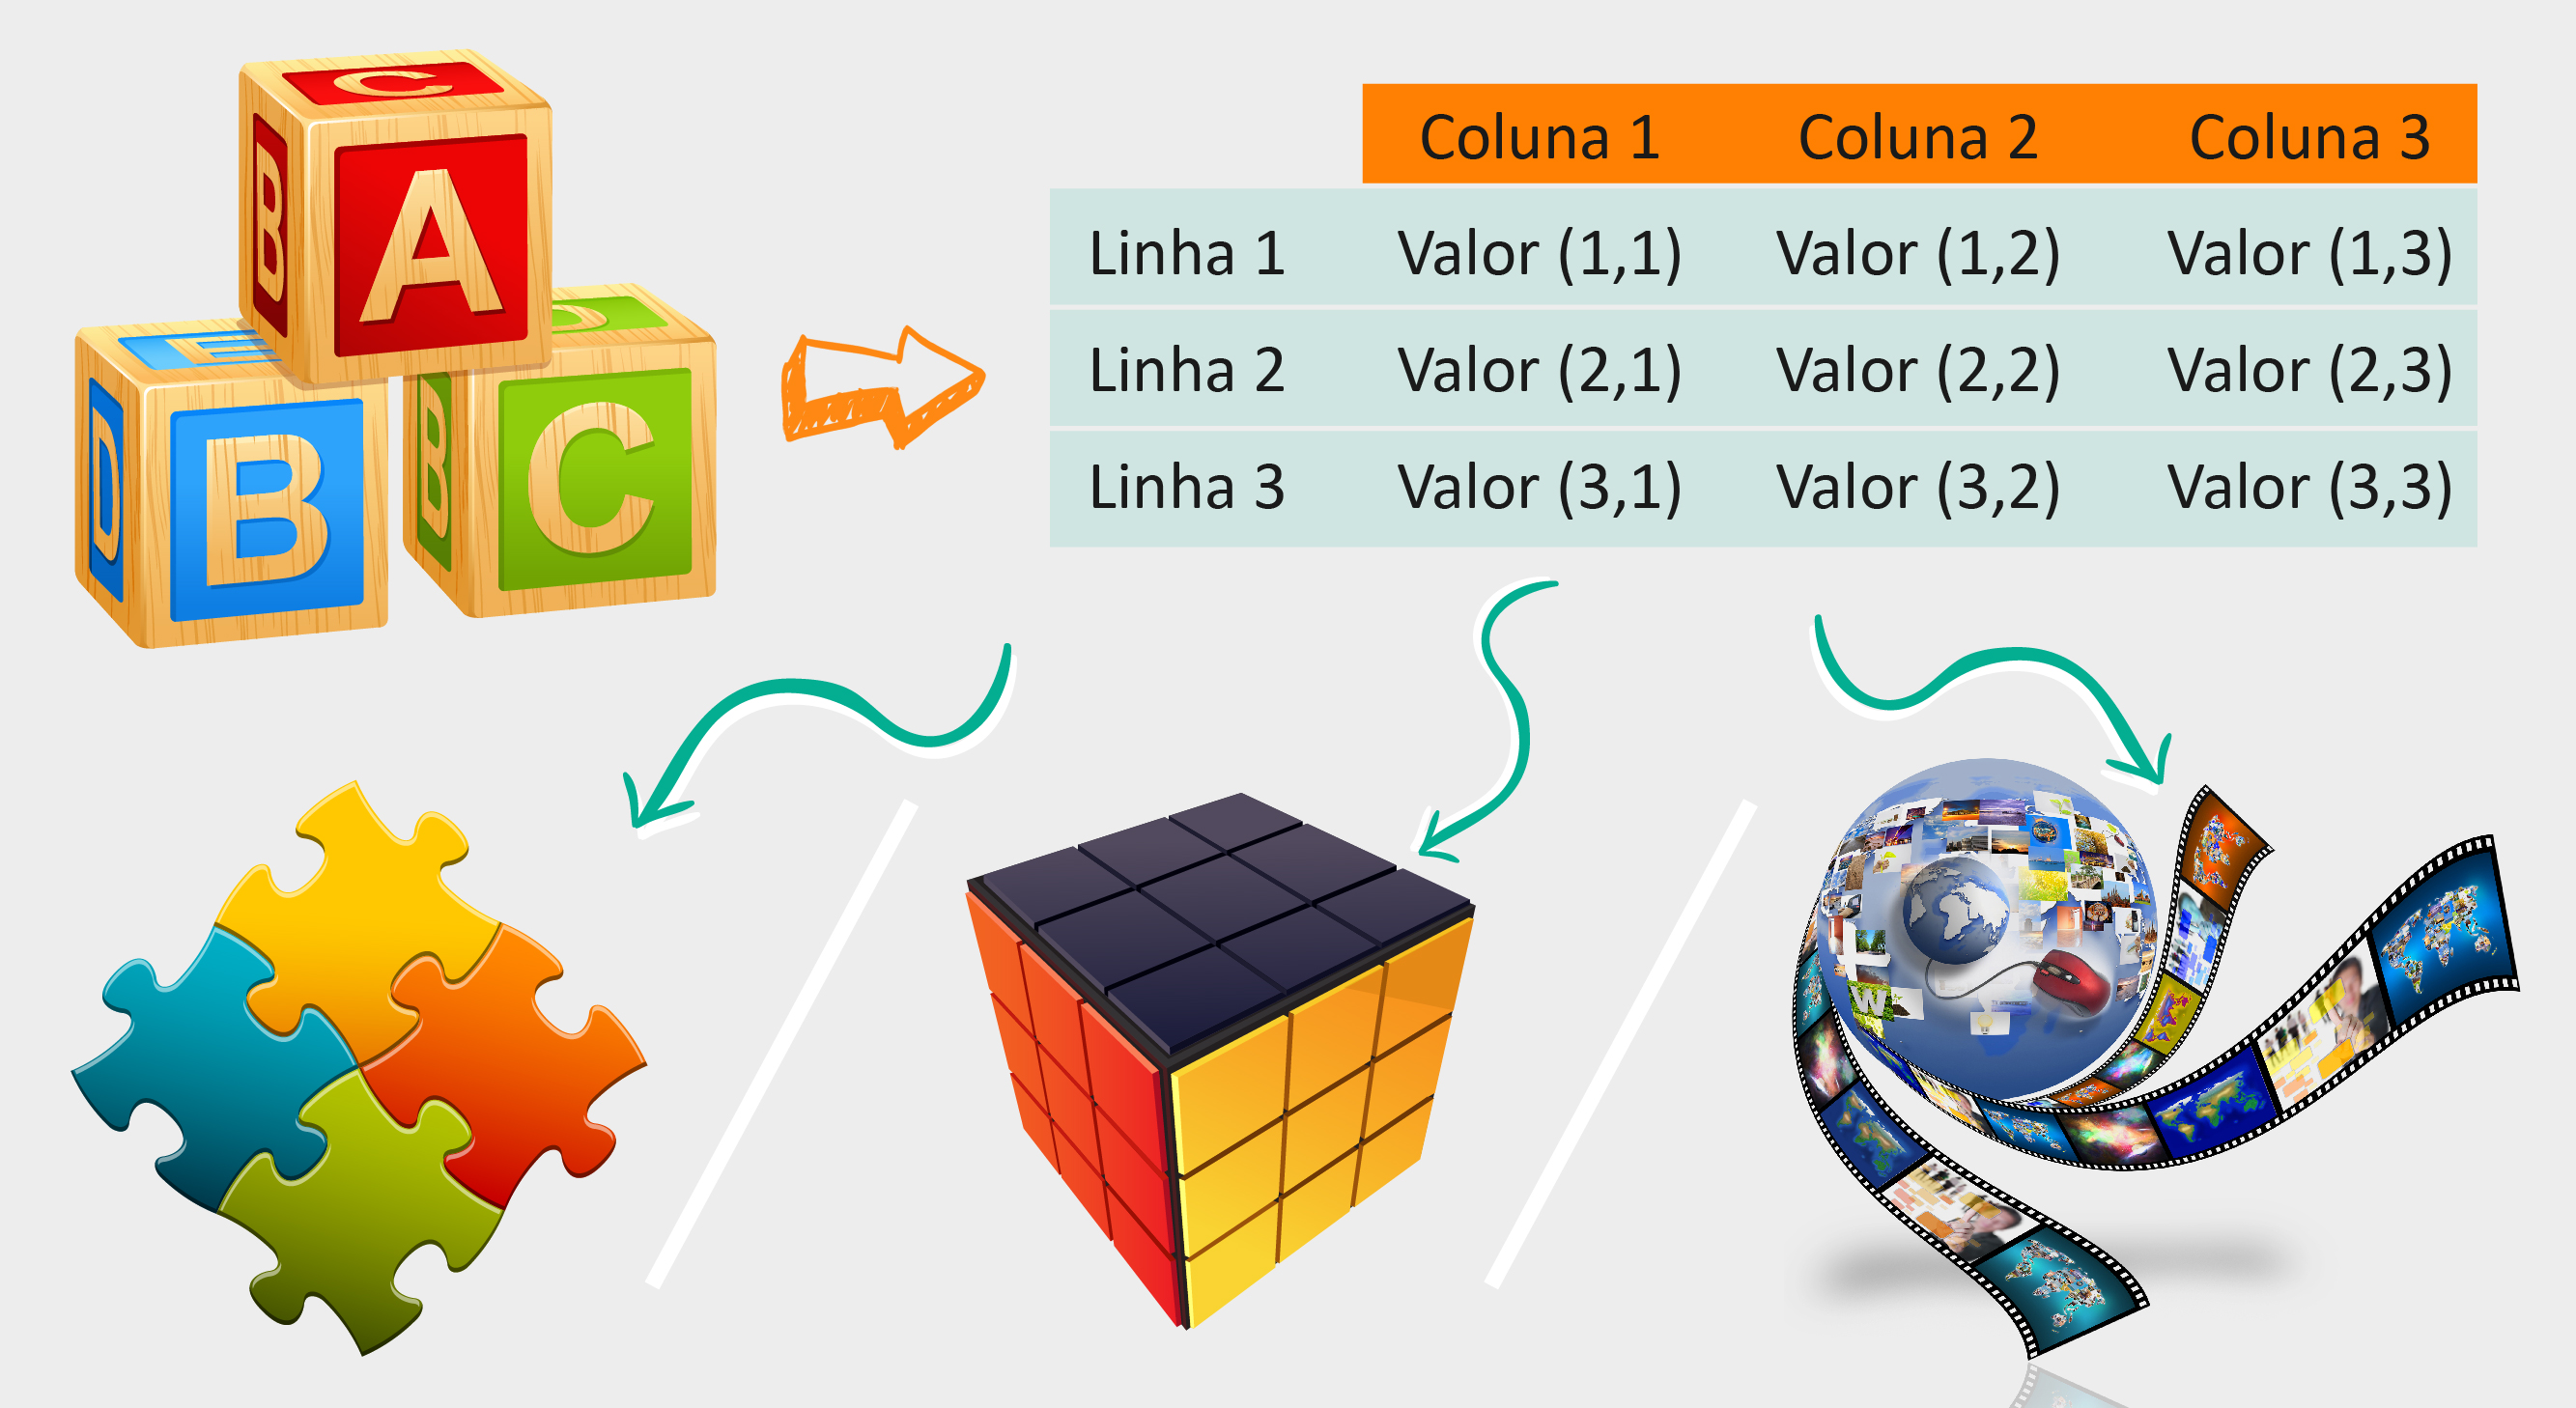 C
B
A
E
D
D
B
B
C
Coluna 1 Coluna 2 Coluna 3
Linha 1 Valor (1,1) Valor (1,2) Valor (1,3)
Linha 2 Valor (2,1) Valor (2,2) Valor (2,3)
Linha 3 Valor (3,1) Valor (3,2) Valor (3,3)
W